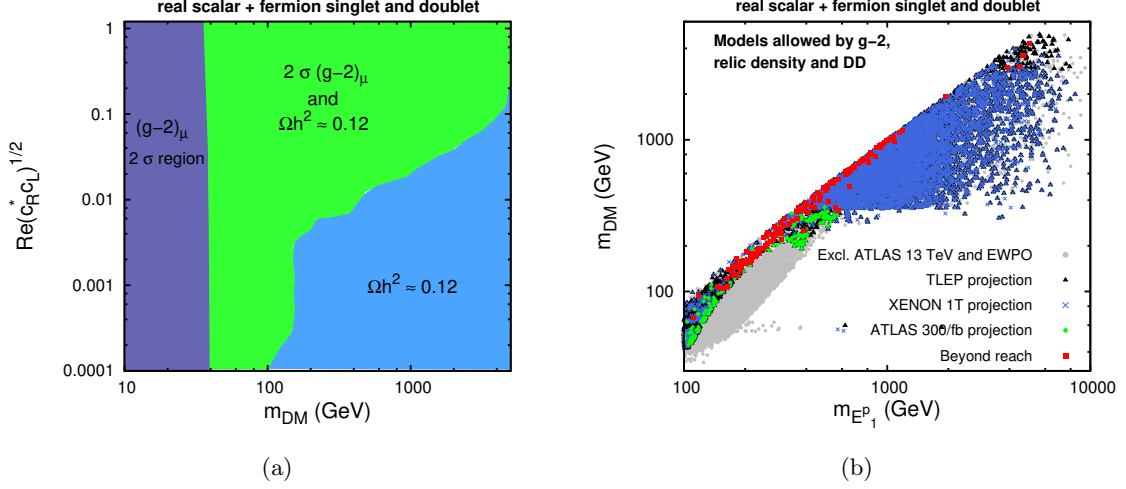 real scalar + fermion singlet and doublet
1
0.1
0.01
0.001
0.0001
Re(c*RcL)^1/2
(g−2)μ
2 σ region
2 σ (g−2)μ
and
Ωh² ≈ 0.12
Ωh² ≈ 0.12
10
100
1000
mDM (GeV)
(a)
real scalar + fermion singlet and doublet
Models allowed by g−2,
relic density and DD
1000
100
mDM (GeV)
Excl. ATLAS 13 TeV and EWPO
TLEP projection
XENON 1T projection
ATLAS 300/fb projection
Beyond reach
100
1000
10000
mEp1 (GeV)
(b)